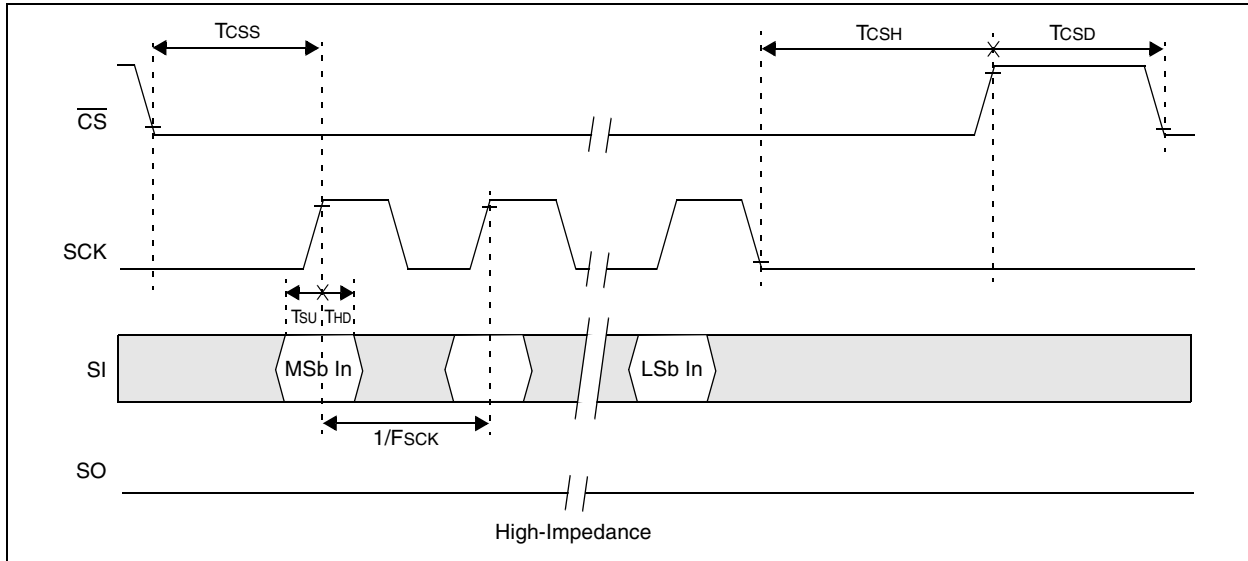 TCSS
TCSH
TCSD
CS
SCK
TSU THD
SI
MSb In
LSb In
1/FSCK
SO
High-Impedance